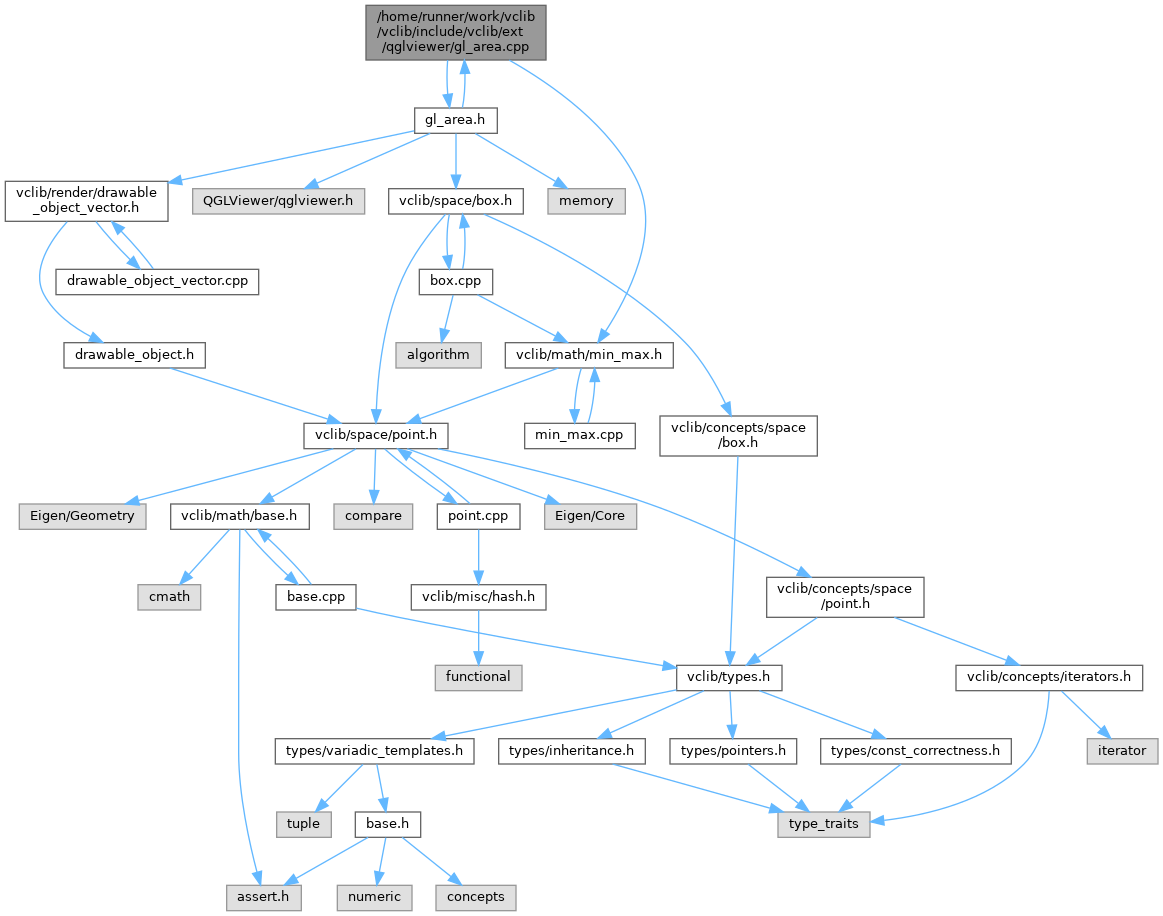 /home/runner/work/vclib
/vclib/include/vclib/ext
/qglviewer/gl_area.cpp
gl_area.h
vclib/render/drawable
_object_vector.h
QGLViewer/qglviewer.h
vclib/space/box.h
memory
drawable_object_vector.cpp
box.cpp
drawable_object.h
algorithm
vclib/math/min_max.h
vclib/space/point.h
min_max.cpp
vclib/concepts/space
/box.h
Eigen/Geometry
vclib/math/base.h
compare
point.cpp
Eigen/Core
cmath
base.cpp
vclib/misc/hash.h
vclib/concepts/space
/point.h
functional
vclib/types.h
vclib/concepts/iterators.h
types/variadic_templates.h
types/inheritance.h
types/pointers.h
types/const_correctness.h
iterator
tuple
base.h
type_traits
assert.h
numeric
concepts